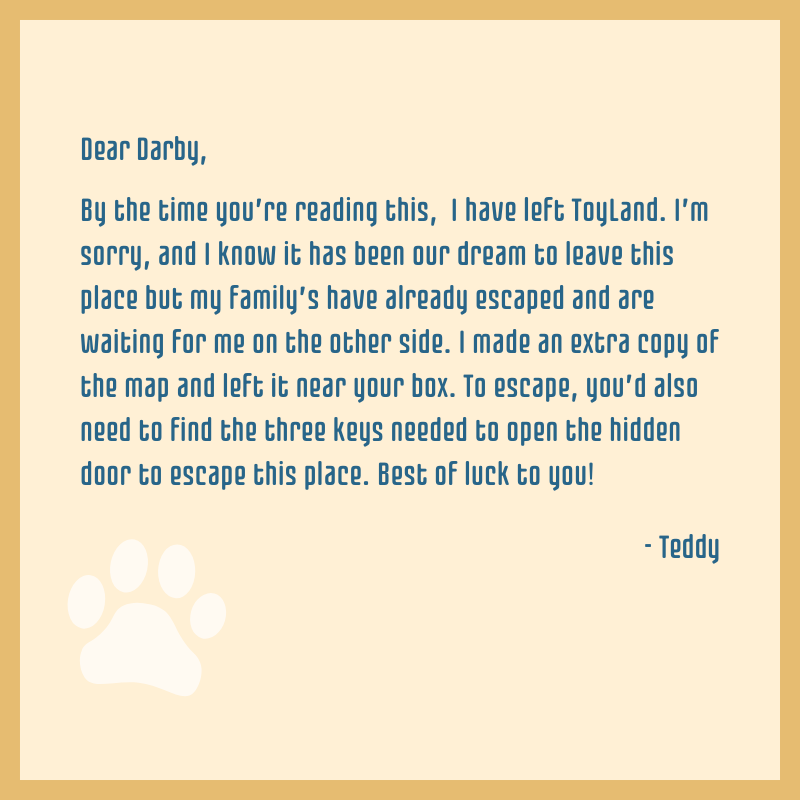 Dear Darby,
By the time you're reading this,  I have left ToyLand. I'm
sorry, and I know it has been our dream to leave this
place but my family's have already escaped and are
waiting for me on the other side. I made an extra copy of
the map and left it near your box. To escape, you'd also
need to find the three keys needed to open the hidden
door to escape this place. Best of luck to you!
- Teddy